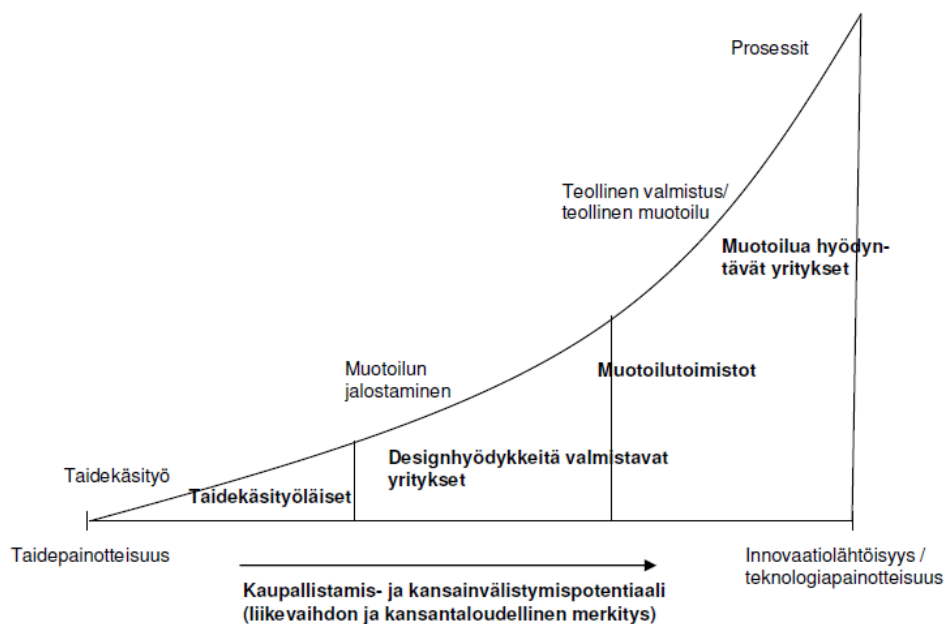 Prosessit
Teollinen valmistus/
teollinen muotoilu
Muotoilua hyödyn-
tävät yritykset
Muotoilun
jalostaminen
Muotoilutoimistot
Designhyödykkeitä valmistavat
yritykset
Taidekäsityö
Taidekäsityöläiset
Taidepainotteisuus
Innovaatiolähtöisyys /
teknologiapainotteisuus
Kaupallistamis- ja kansainvälistymispotentiaali
(liikevaihdon ja kansantaloudellinen merkitys)